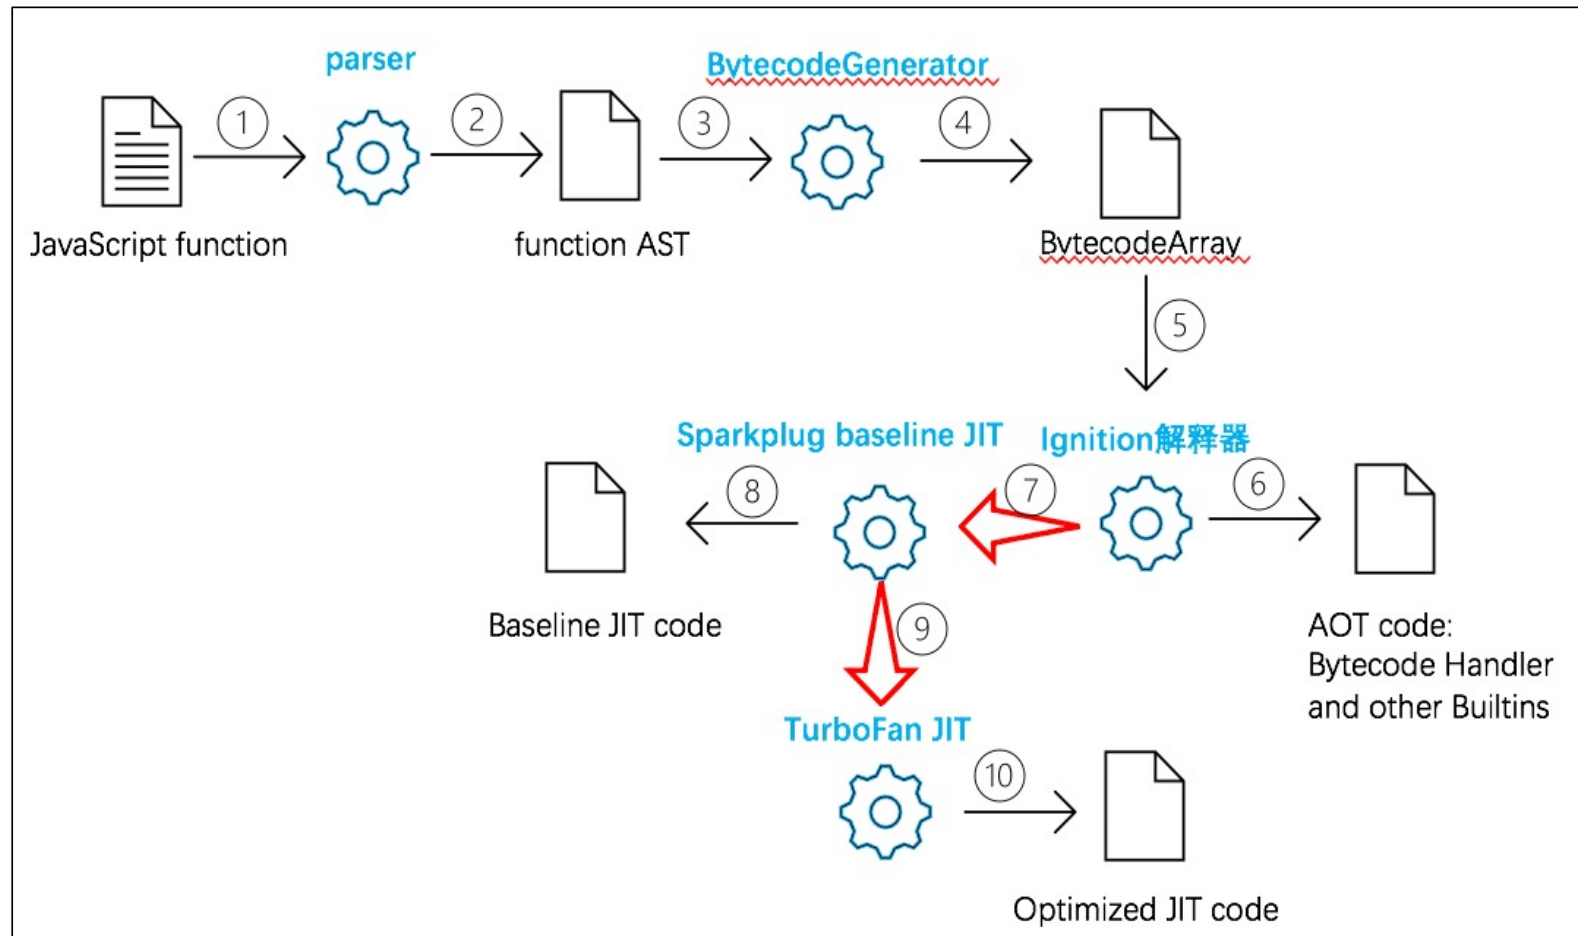 parser
BytecodeGenerator
1
2
3
4
JavaScript function
function AST
BytecodeArray
5
Sparkplug baseline JIT
Ignition解释器
8
7
6
Baseline JIT code
9
AOT code:
Bytecode Handler
and other Builtins
TurboFan JIT
10
Optimized JIT code